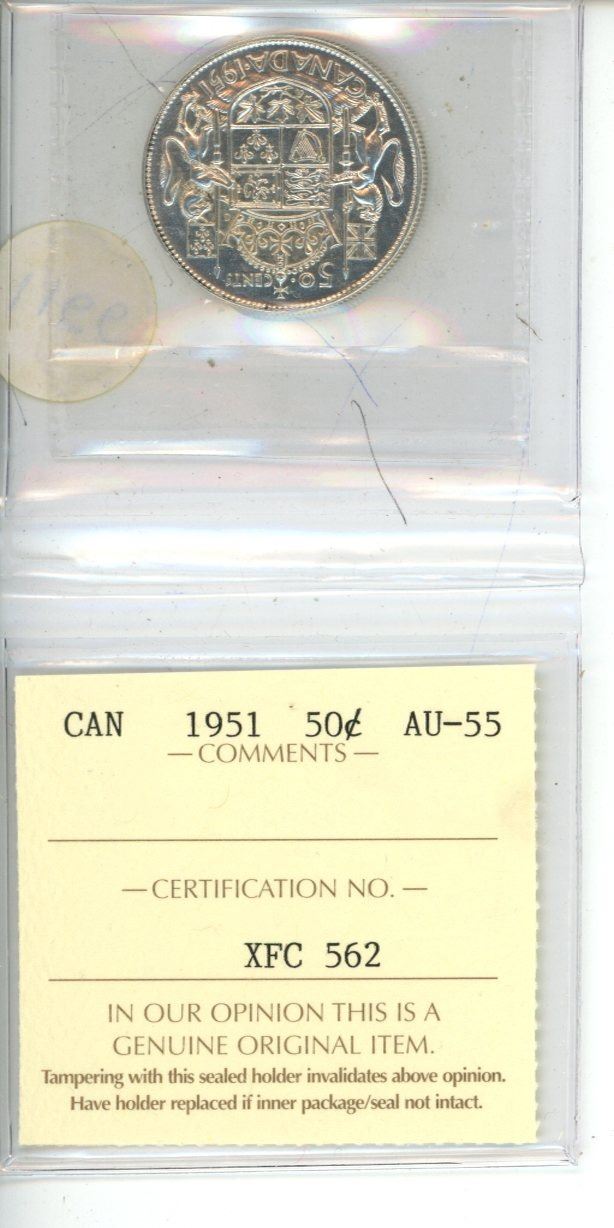 CANADA·1951
50·CENTS
CAN 1951 50¢ AU-55
— COMMENTS —
— CERTIFICATION NO. —
XFC 562
IN OUR OPINION THIS IS A
GENUINE ORIGINAL ITEM.
Tampering with this sealed holder invalidates above opinion.
Have holder replaced if inner package/seal not intact.